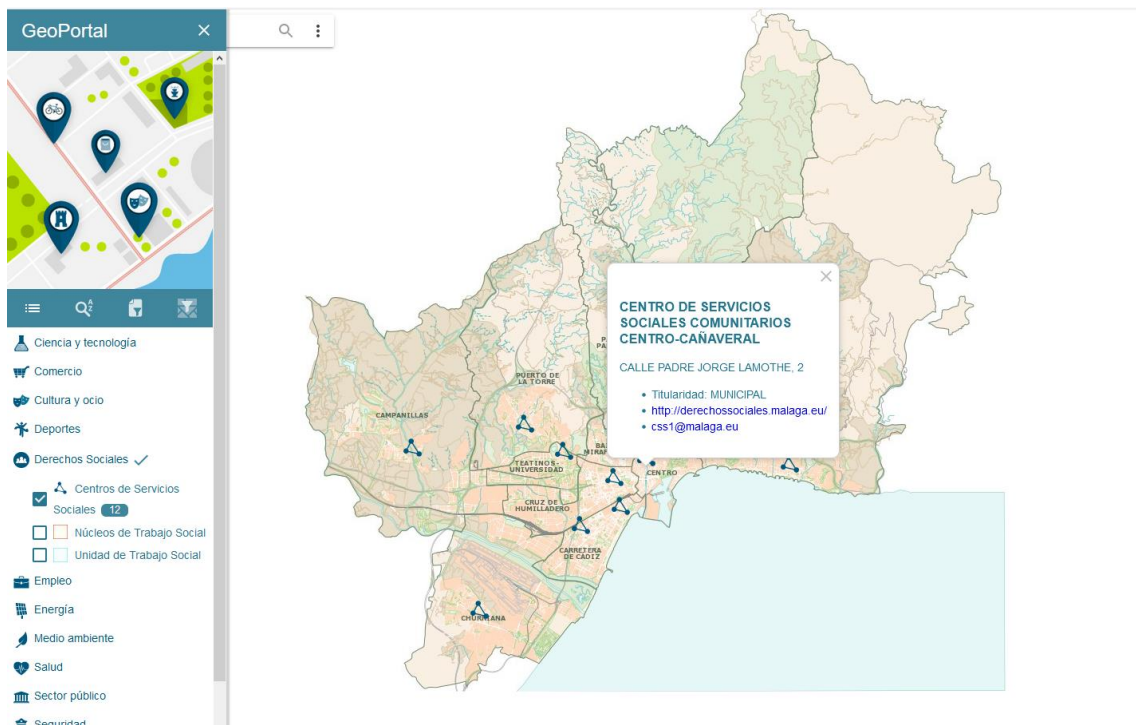 GeoPortal
Ciencia y tecnología
Comercio
Cultura y ocio
Deportes
Derechos Sociales
Centros de Servicios
Sociales 12
Núcleos de Trabajo Social
Unidad de Trabajo Social
Empleo
Energía
Medio ambiente
Salud
Sector público
Seguridad
CENTRO DE SERVICIOS
SOCIALES COMUNITARIOS
CENTRO-CAÑAVERAL
CALLE PADRE JORGE LAMOTHE, 2
Titularidad: MUNICIPAL
http://derechossociales.malaga.eu/
css1@malaga.eu
PUERTO DE
LA TORRE
CAMPANILLAS
TEATINOS-
UNIVERSIDAD
CENTRO
CRUZ DE
HUMILLADERO
CARRETERA
DE CÁDIZ
CHURRIANA